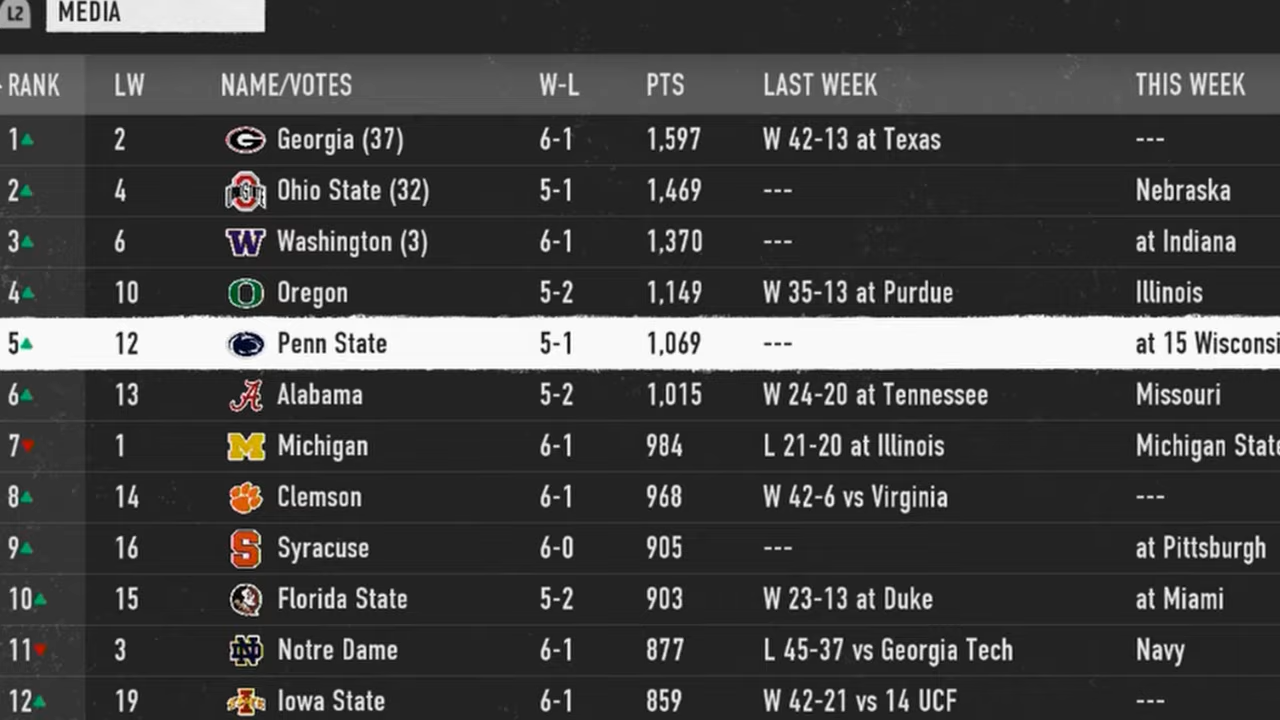 L2 MEDIA
RANK LW NAME/VOTES W-L PTS LAST WEEK THIS WEEK
1 2 Georgia (37) 6-1 1,597 W 42-13 at Texas ---
2 4 Ohio State (32) 5-1 1,469 --- Nebraska
3 6 Washington (3) 6-1 1,370 --- at Indiana
4 10 Oregon 5-2 1,149 W 35-13 at Purdue Illinois
5 12 Penn State 5-1 1,069 --- at 15 Wisconsi
6 13 Alabama 5-2 1,015 W 24-20 at Tennessee Missouri
7 1 Michigan 6-1 984 L 21-20 at Illinois Michigan State
8 14 Clemson 6-1 968 W 42-6 vs Virginia ---
9 16 Syracuse 6-0 905 --- at Pittsburgh
10 15 Florida State 5-2 903 W 23-13 at Duke at Miami
11 3 Notre Dame 6-1 877 L 45-37 vs Georgia Tech Navy
12 19 Iowa State 6-1 859 W 42-21 vs 14 UCF ---